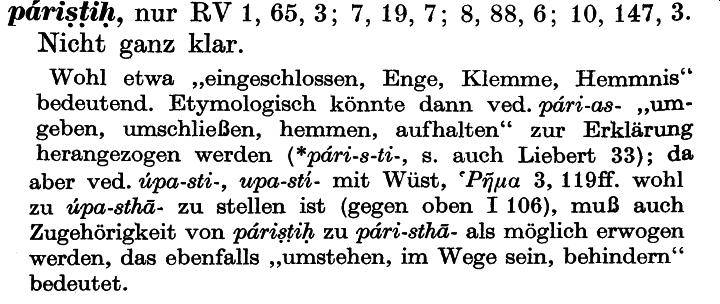 páriṣṭiḥ, nur RV 1, 65, 3; 7, 19, 7; 8, 88, 6; 10, 147, 3.
Nicht ganz klar.
Wohl etwa „eingeschlossen, Enge, Klemme, Hemmnis“
bedeutend. Etymologisch könnte dann ved. pári-as- „um-
geben, umschließen, hemmen, aufhalten“ zur Erklärung
herangezogen werden (*pári-s-ti-, s. auch Liebert 33); da
aber ved. úpa-sti-, upa-stí- mit Wüst, ῾Ρῆμα 3, 119ff. wohl
zu úpa-sthā- zu stellen ist (gegen oben I 106), muß auch
Zugehörigkeit von páriṣṭiḥ zu pári-sthā- als möglich erwogen
werden, das ebenfalls „umstehen, im Wege sein, behindern“
bedeutet.